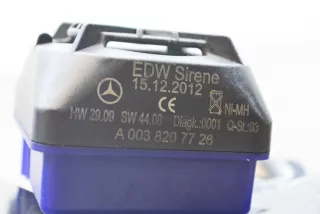 EDW Sirene
15.12.2012
CE Ni-MH
HW 29.09 SW 44.08 Diagk.:0001 Q-St.:03
A 003 820 77 26